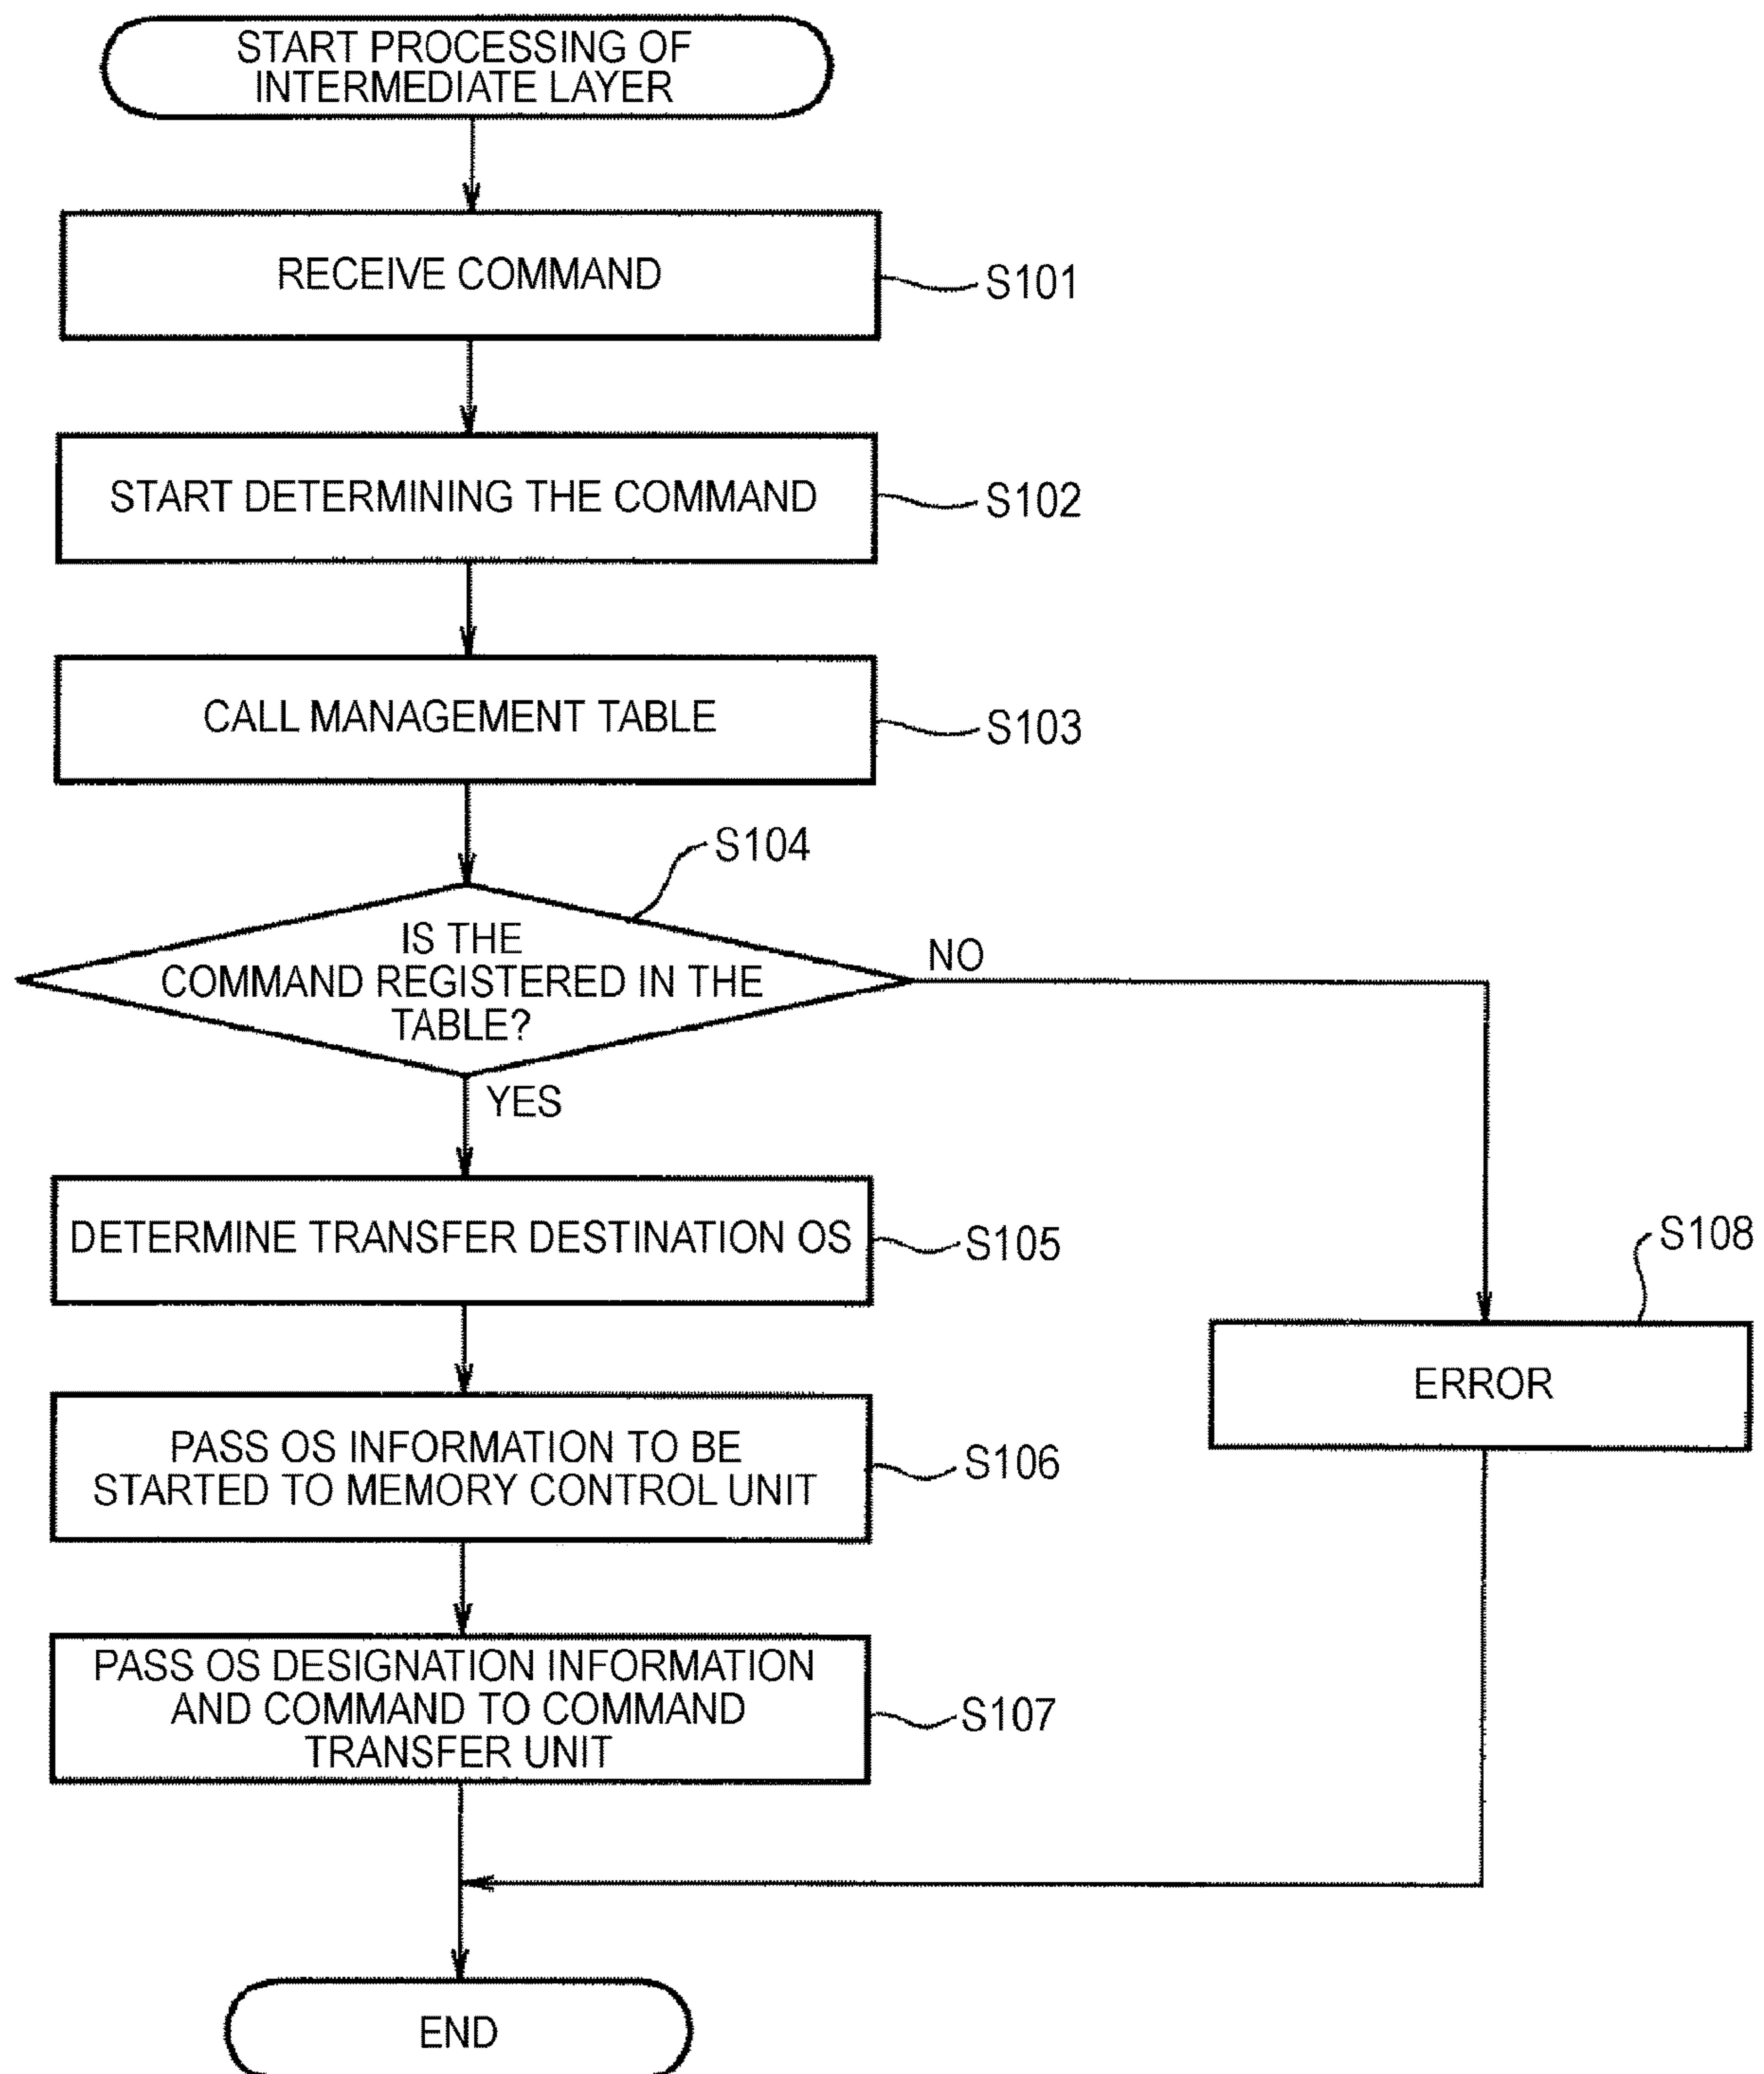 START PROCESSING OF
INTERMEDIATE LAYER
RECEIVE COMMAND
S101
START DETERMINING THE COMMAND
S102
CALL MANAGEMENT TABLE
S103
S104
IS THE
COMMAND REGISTERED IN THE
TABLE?
NO
YES
DETERMINE TRANSFER DESTINATION OS
S105
S108
ERROR
PASS OS INFORMATION TO BE
STARTED TO MEMORY CONTROL UNIT
S106
PASS OS DESIGNATION INFORMATION
AND COMMAND TO COMMAND
TRANSFER UNIT
S107
END